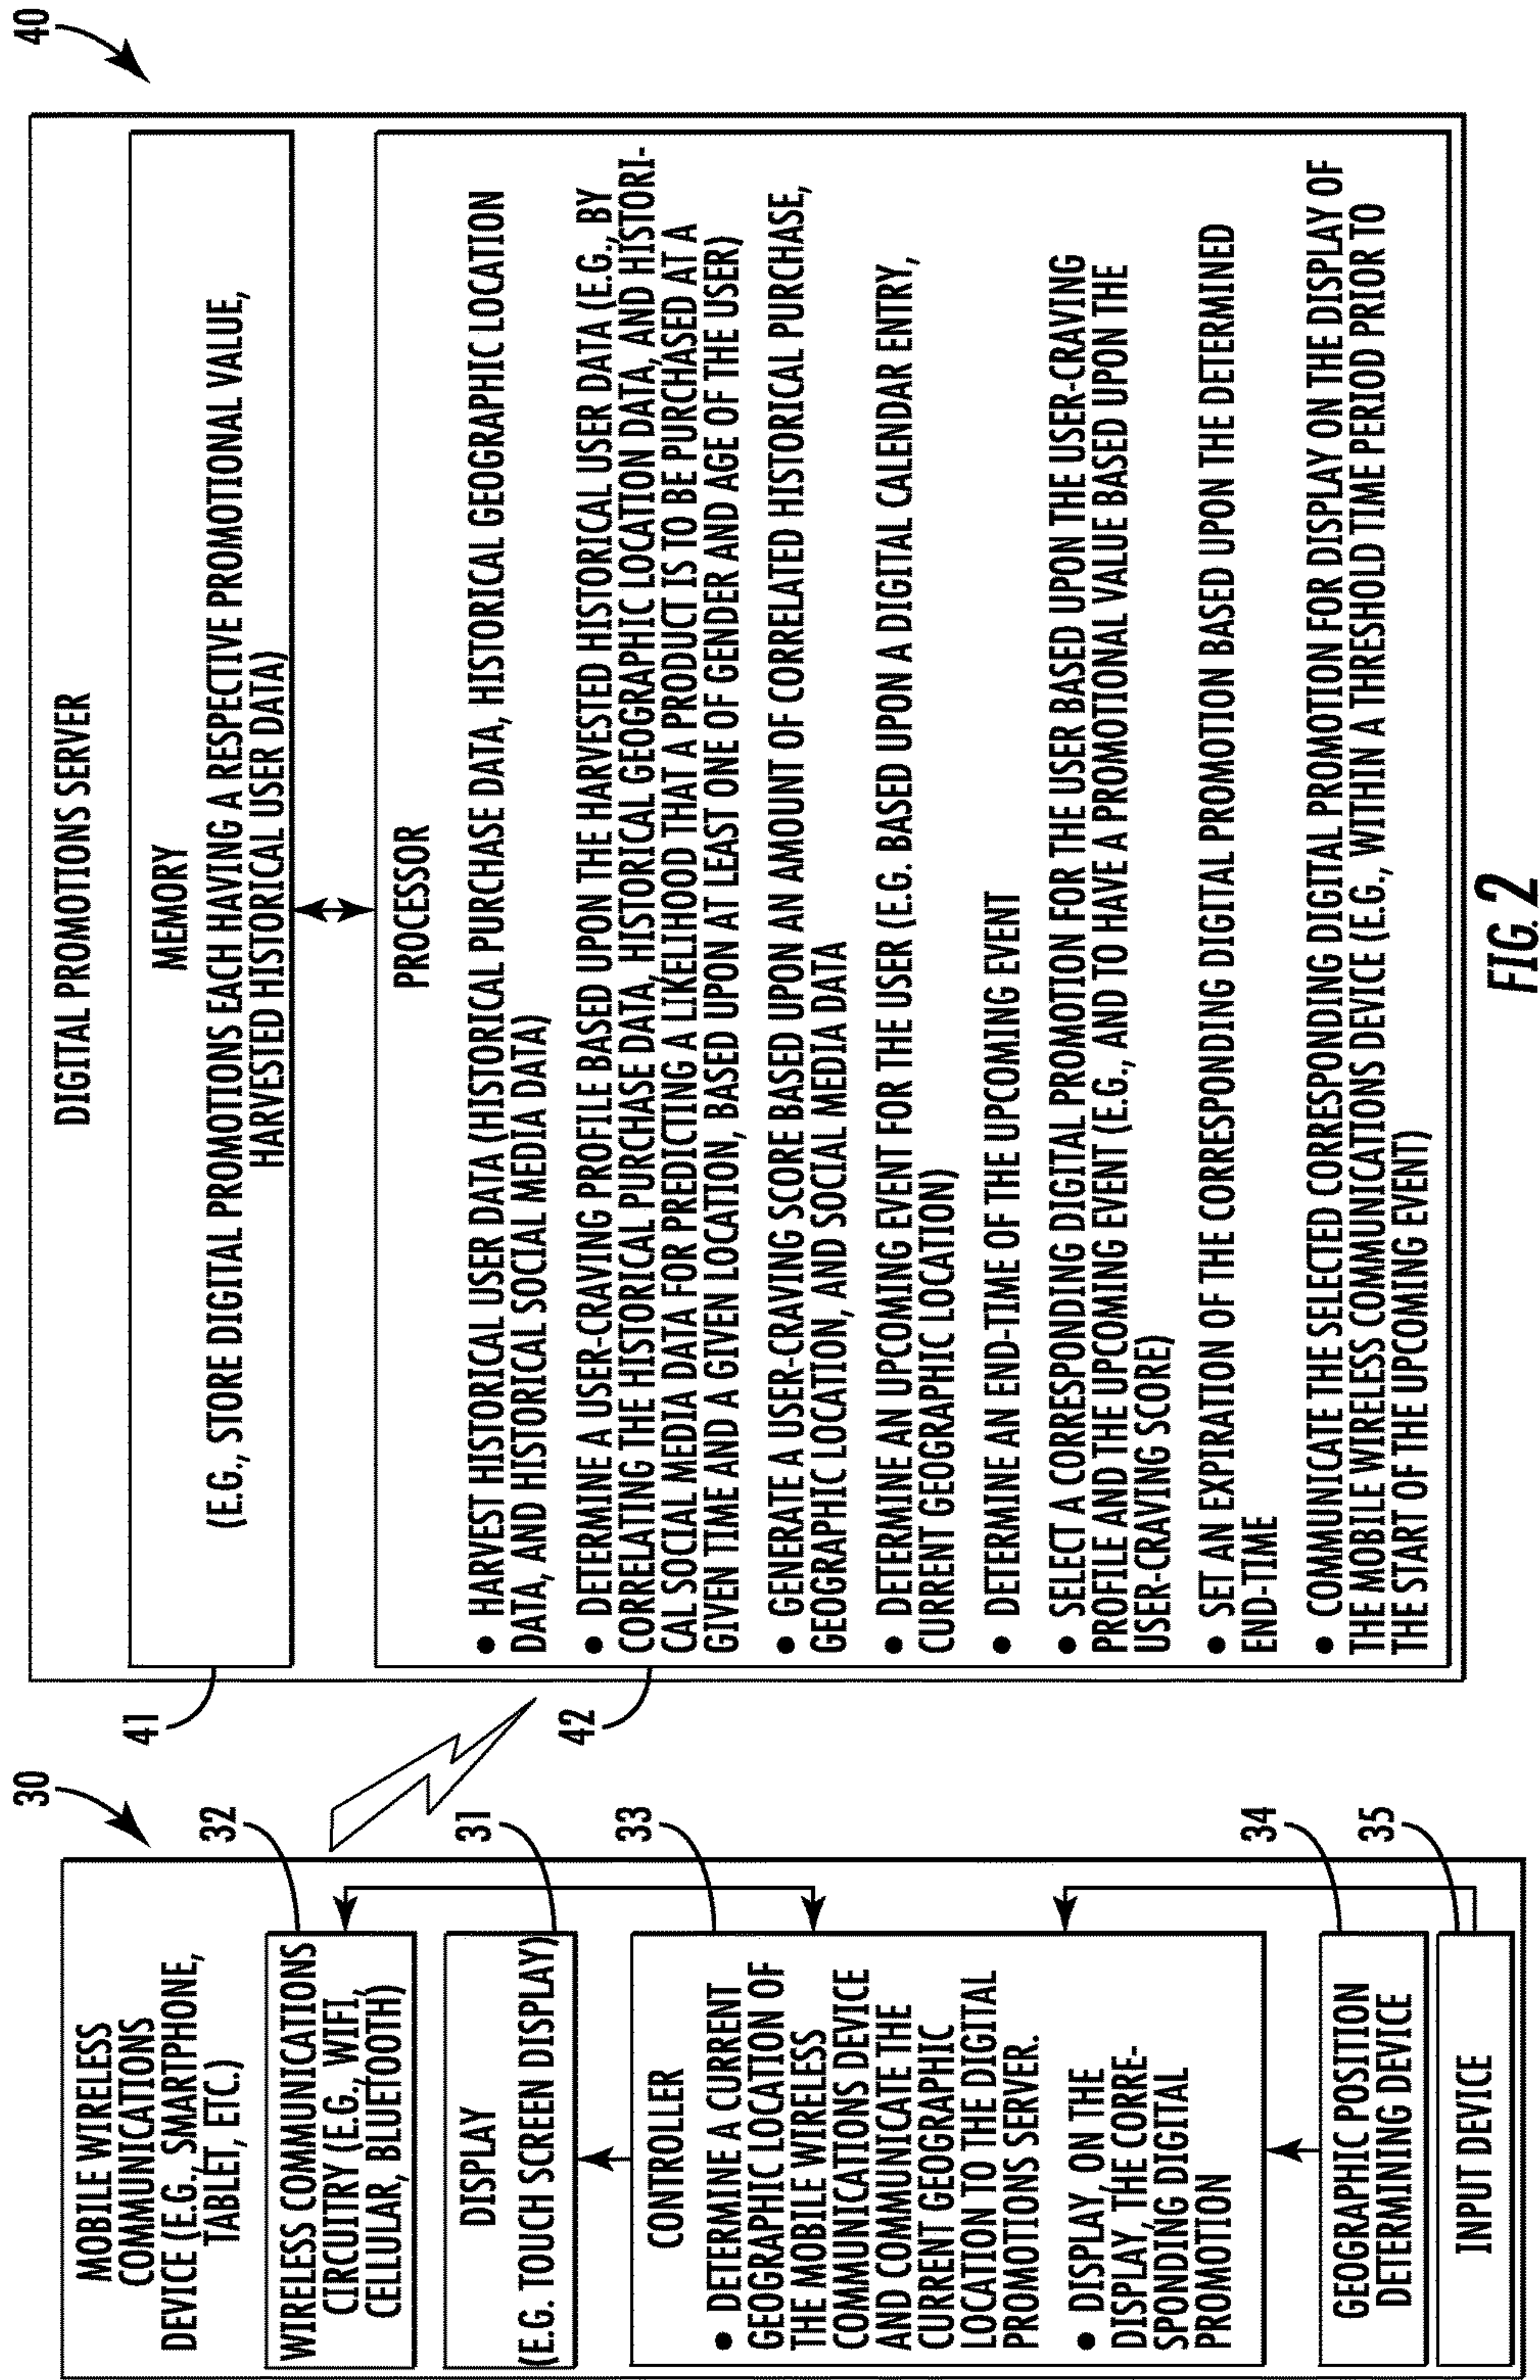 30
MOBILE WIRELESS
COMMUNICATIONS
DEVICE (E.G., SMARTPHONE,
TABLET, ETC.)
32
WIRELESS COMMUNICATIONS
CIRCUITRY (E.G., WIFI,
CELLULAR, BLUETOOTH)
31
DISPLAY
(E.G. TOUCH SCREEN DISPLAY)
33
CONTROLLER
• DETERMINE A CURRENT
GEOGRAPHIC LOCATION OF
THE MOBILE WIRELESS
COMMUNICATIONS DEVICE
AND COMMUNICATE THE
CURRENT GEOGRAPHIC
LOCATION TO THE DIGITAL
PROMOTIONS SERVER.
• DISPLAY, ON THE
DISPLAY, THE CORRE-
SPONDING DIGITAL
PROMOTION
34
GEOGRAPHIC POSITION
DETERMINING DEVICE
35
INPUT DEVICE
40
DIGITAL PROMOTIONS SERVER
41
MEMORY
(E.G., STORE DIGITAL PROMOTIONS EACH HAVING A RESPECTIVE PROMOTIONAL VALUE,
HARVESTED HISTORICAL USER DATA)
42
PROCESSOR
• HARVEST HISTORICAL USER DATA (HISTORICAL PURCHASE DATA, HISTORICAL GEOGRAPHIC LOCATION
DATA, AND HISTORICAL SOCIAL MEDIA DATA)
• DETERMINE A USER-CRAVING PROFILE BASED UPON THE HARVESTED HISTORICAL USER DATA (E.G., BY
CORRELATING THE HISTORICAL PURCHASE DATA, HISTORICAL GEOGRAPHIC LOCATION DATA, AND HISTORI-
CAL SOCIAL MEDIA DATA FOR PREDICTING A LIKELIHOOD THAT A PRODUCT IS TO BE PURCHASED AT A
GIVEN TIME AND A GIVEN LOCATION, BASED UPON AT LEAST ONE OF GENDER AND AGE OF THE USER)
• GENERATE A USER-CRAVING SCORE BASED UPON AN AMOUNT OF CORRELATED HISTORICAL PURCHASE,
GEOGRAPHIC LOCATION, AND SOCIAL MEDIA DATA
• DETERMINE AN UPCOMING EVENT FOR THE USER (E.G. BASED UPON A DIGITAL CALENDAR ENTRY,
CURRENT GEOGRAPHIC LOCATION)
• DETERMINE AN END-TIME OF THE UPCOMING EVENT
• SELECT A CORRESPONDING DIGITAL PROMOTION FOR THE USER BASED UPON THE USER-CRAVING
PROFILE AND THE UPCOMING EVENT (E.G., AND TO HAVE A PROMOTIONAL VALUE BASED UPON THE
USER-CRAVING SCORE)
• SET AN EXPIRATION OF THE CORRESPONDING DIGITAL PROMOTION BASED UPON THE DETERMINED
END-TIME
• COMMUNICATE THE SELECTED CORRESPONDING DIGITAL PROMOTION FOR DISPLAY ON THE DISPLAY OF
THE MOBILE WIRELESS COMMUNICATIONS DEVICE (E.G., WITHIN A THRESHOLD TIME PERIOD PRIOR TO
THE START OF THE UPCOMING EVENT)
FIG. 2